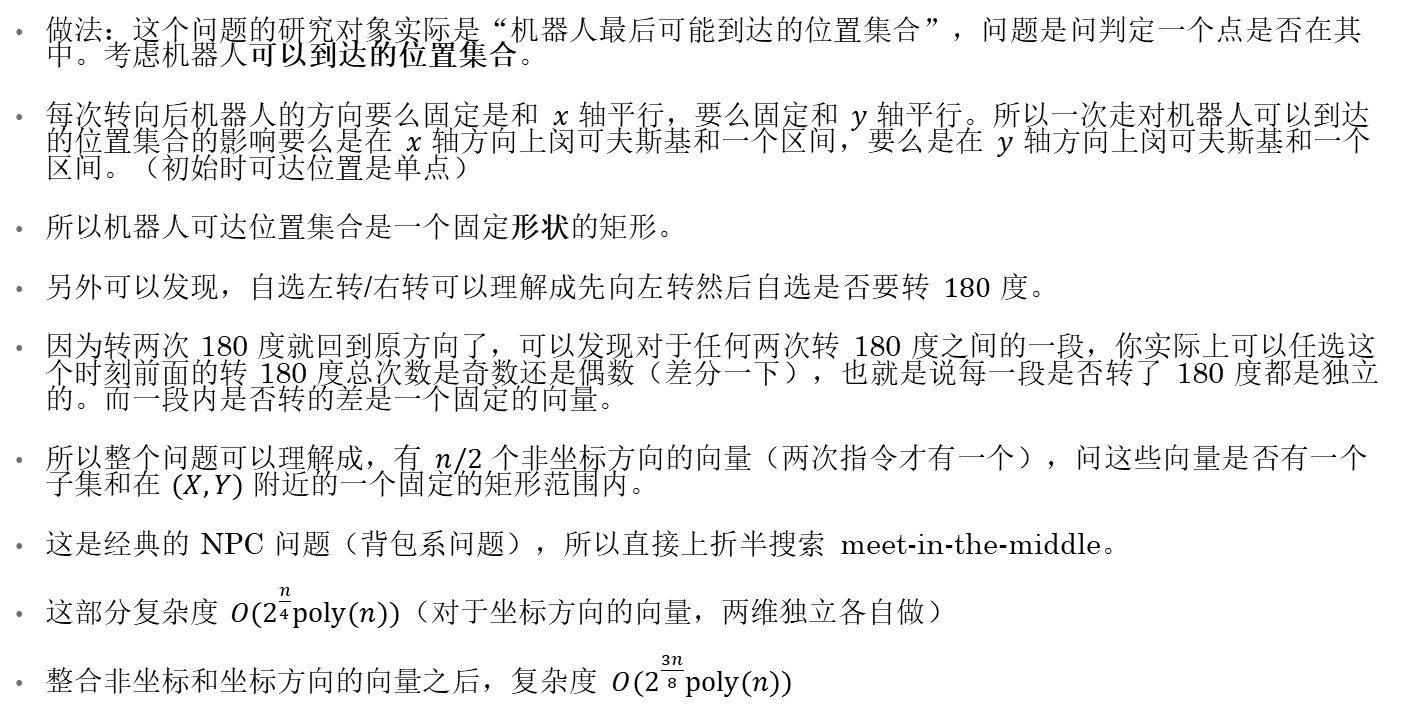 • 做法：这个问题的研究对象实际是“机器人最后可能到达的位置集合”，问题是问判定一个点是否在其
中。考虑机器人可以到达的位置集合。
• 每次转向后机器人的方向要么固定是和 x 轴平行，要么固定和 y 轴平行。所以一次走对机器人可以到达
的位置集合的影响要么是在 x 轴方向上闵可夫斯基和一个区间，要么是在 y 轴方向上闵可夫斯基和一个
区间。（初始时可达位置是单点）
• 所以机器人可达位置集合是一个固定形状的矩形。
• 另外可以发现，自选左转/右转可以理解成先向左转然后自选是否要转 180 度。
• 因为转两次 180 度就回到原方向了，可以发现对于任何两次转 180 度之间的一段，你实际上可以任选这
个时刻前面的转 180 度总次数是奇数还是偶数（差分一下），也就是说每一段是否转了 180 度都是独立
的。而一段内是否转的差是一个固定的向量。
• 所以整个问题可以理解成，有 n/2 个非坐标方向的向量（两次指令才有一个），问这些向量是否有一个
子集和在 (X,Y) 附近的一个固定的矩形范围内。
• 这是经典的 NPC 问题（背包系问题），所以直接上折半搜索 meet-in-the-middle。
• 这部分复杂度 O(2^{n/4}poly(n))（对于坐标方向的向量，两维独立各自做）
• 整合非坐标和坐标方向的向量之后，复杂度 O(2^{3n/8}poly(n))